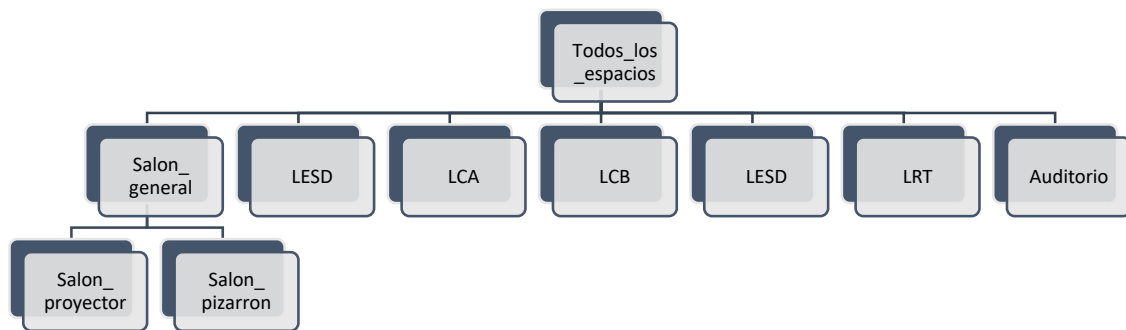 Todos_los
_espacios
Salon_
general
LESD
LCA
LCB
LESD
LRT
Auditorio
Salon_
proyector
Salon_
pizarron